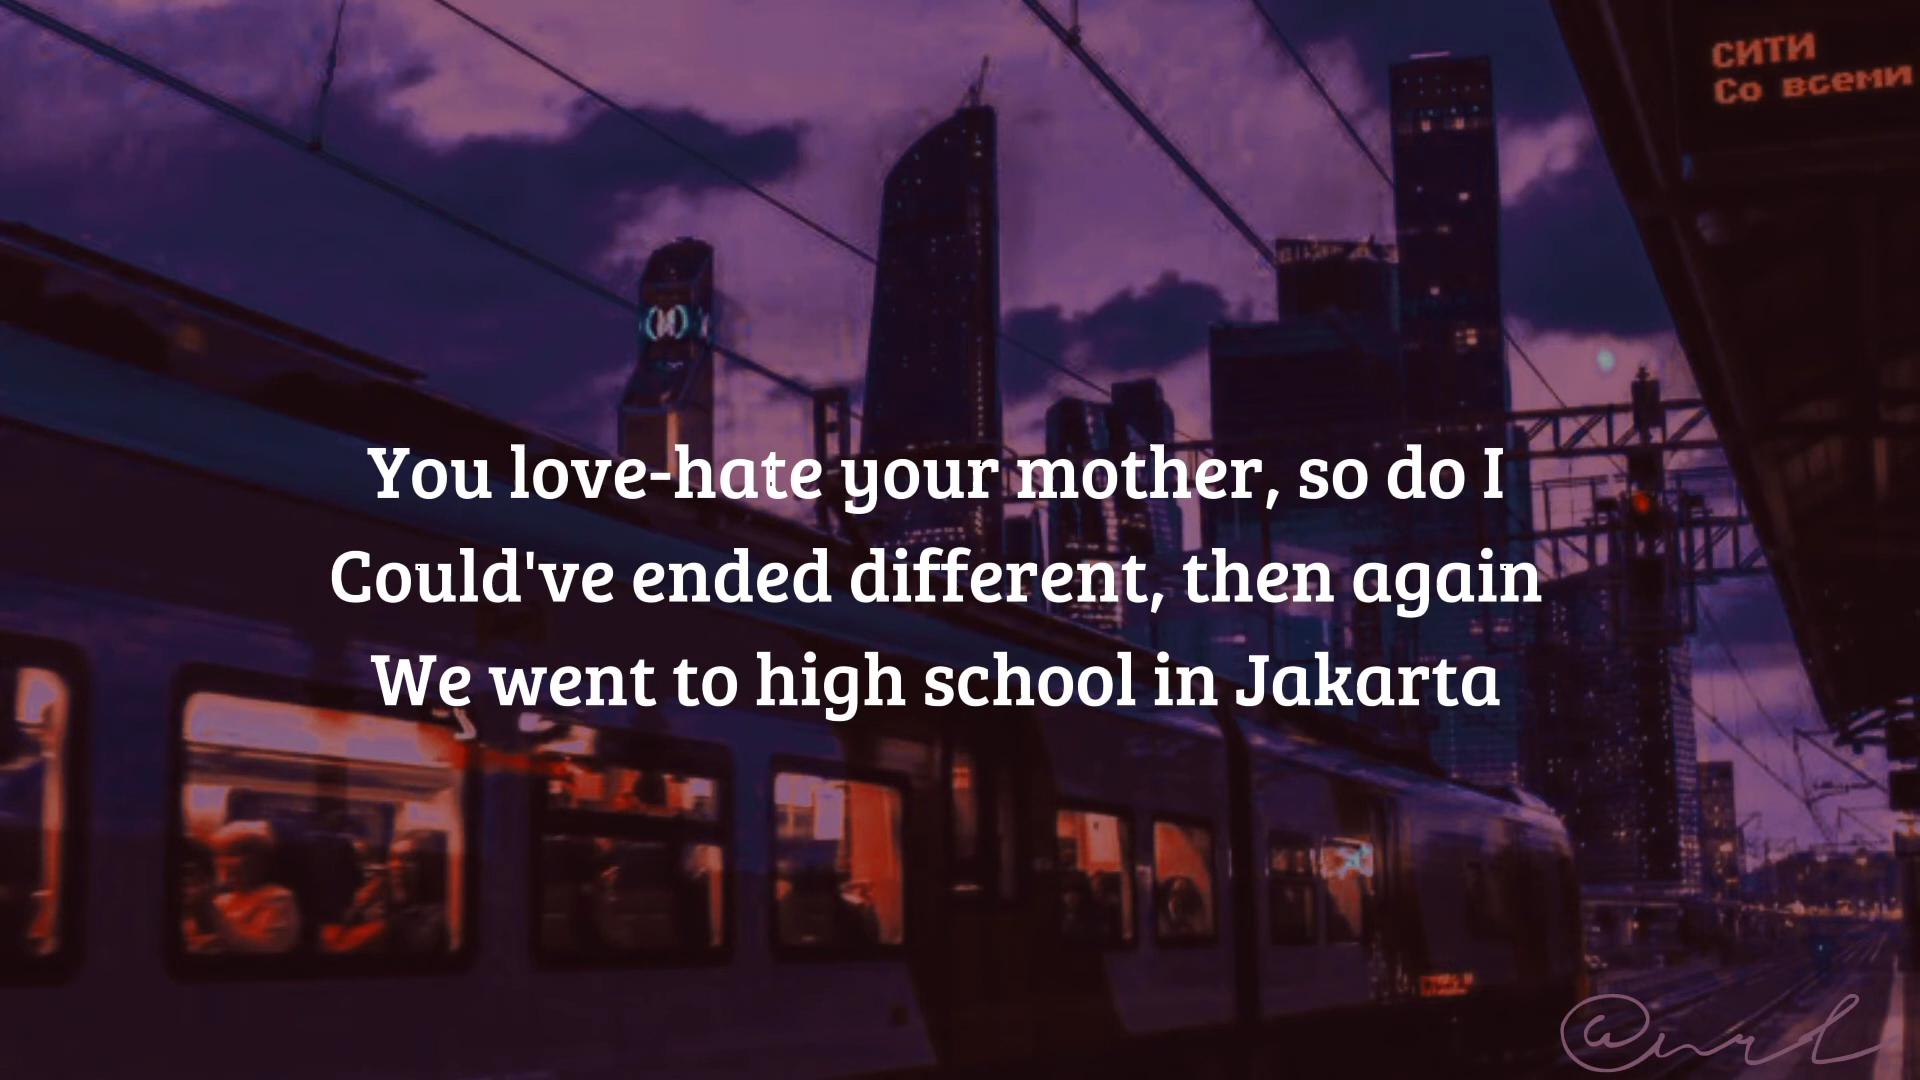 СИТИ
Со всеми
You love-hate your mother, so do I
Could've ended different, then again
We went to high school in Jakarta